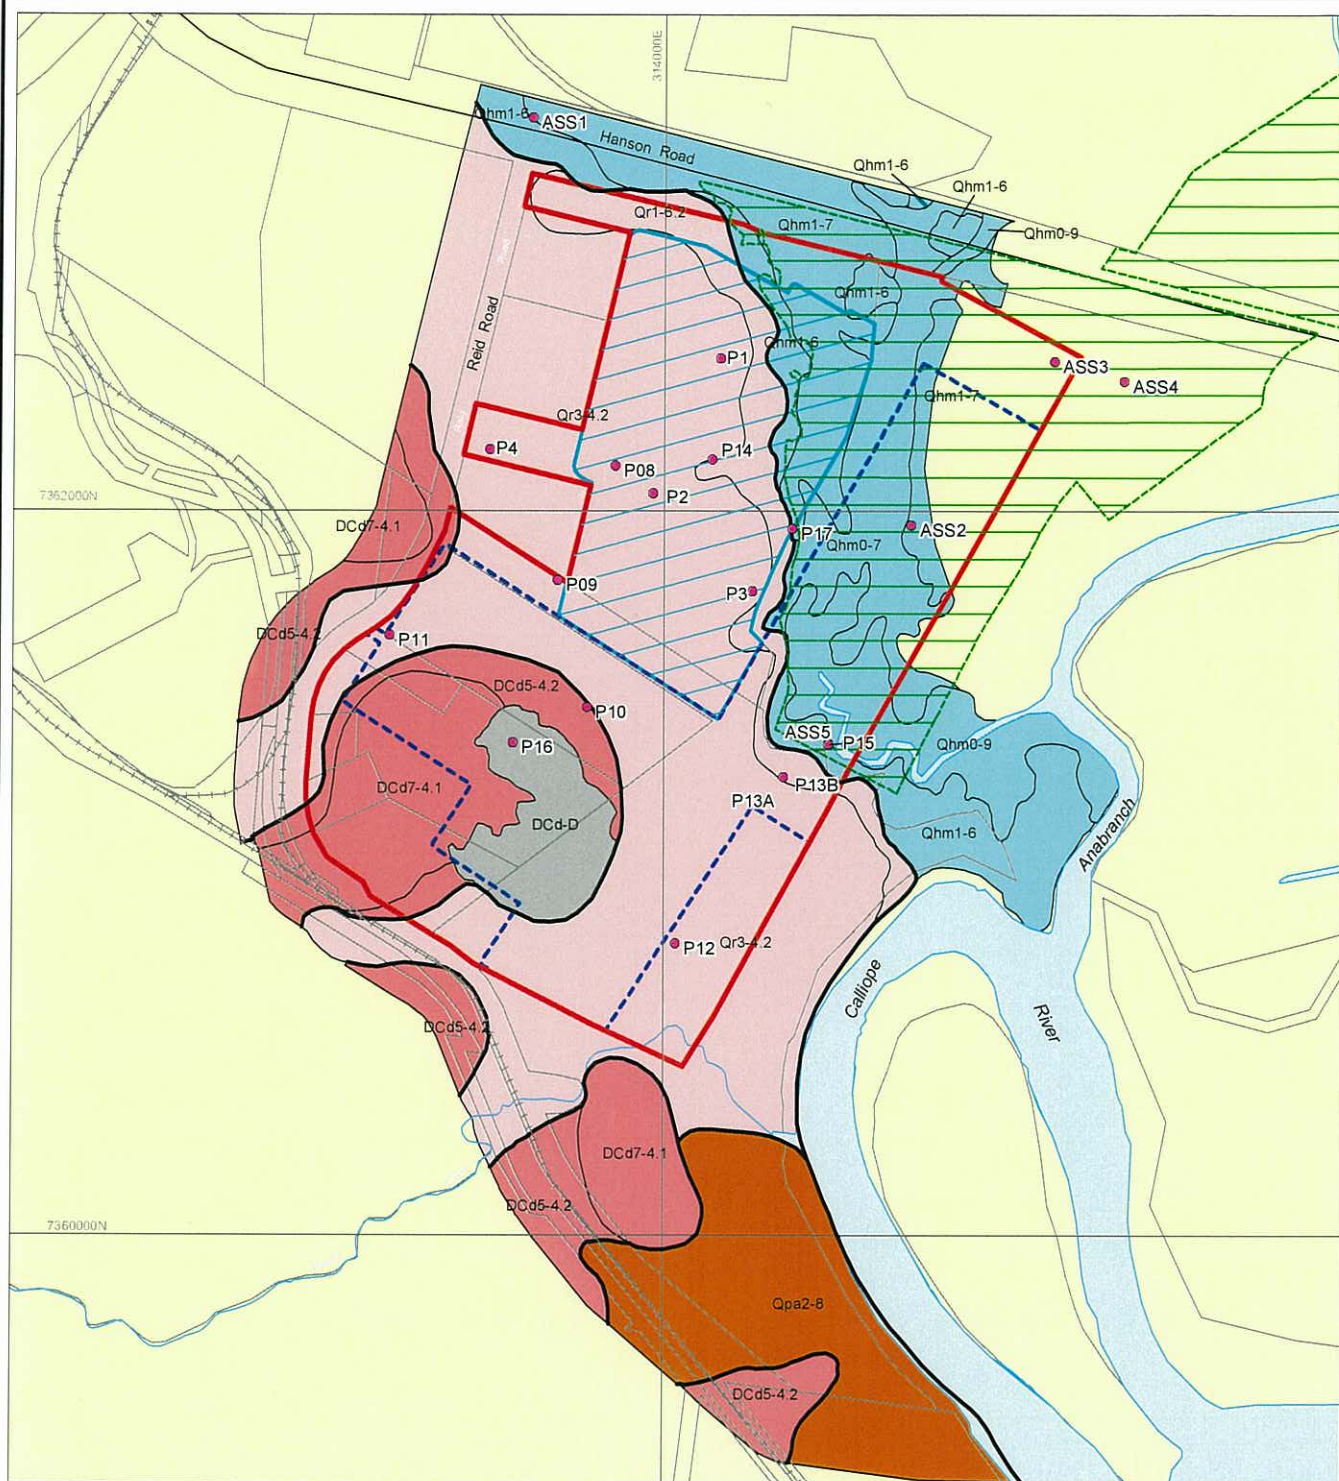 314000E
Qhm1-6
ASS1
Hanson Road
Qhm1-6
Qhm1-6
Qr1-6.2
Qhm1-7
Qhm0-9
Qhm1-6
Reid Road
Qhm1-6
P1
ASS3
ASS4
Qhm1-7
Qr3-4.2
P4
P08
P14
P2
7362000N
DCd7-4.1
P17
ASS2
Qhm0-7
P09
P3
DCd5-4.2
P11
DCd5-4.2
P10
P16
ASS5
P15
Qhm0-9
DCd7-4.1
P13B
P13A
DCd-D
Qhm1-6
Anabranch
P12
Qr3-4.2
Calliope
River
DCd5-4.2
DCd7-4.1
DCd5-4.2
7360000N
Qpa2-8
DCd5-4.2